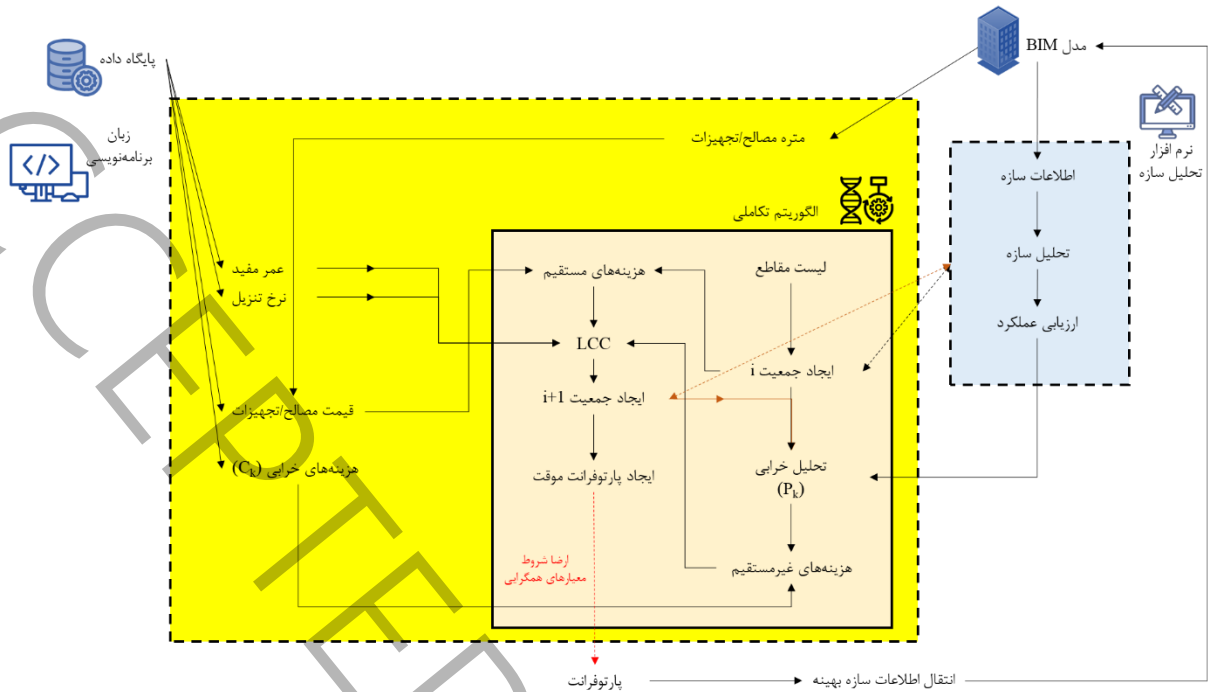 مدل BIM
پایگاه داده
زبان
برنامه‌نویسی
متره مصالح/تجهیزات
نرم افزار
تحلیل سازه
اطلاعات سازه
تحلیل سازه
ارزیابی عملکرد
الگوریتم تکاملی
لیست مقاطع
هزینه‌های مستقیم
عمر مفید
نرخ تنزیل
LCC
ایجاد جمعیت i
ایجاد جمعیت i+1
قیمت مصالح/تجهیزات
تحلیل خرابی
(Pk)
ایجاد پارتوفرانت موقت
هزینه‌های خرابی (Ck)
ارضا شروط
معیارهای همگرایی
هزینه‌های غیرمستقیم
انتقال اطلاعات سازه بهینه
پارتوفرانت
CCEPTED